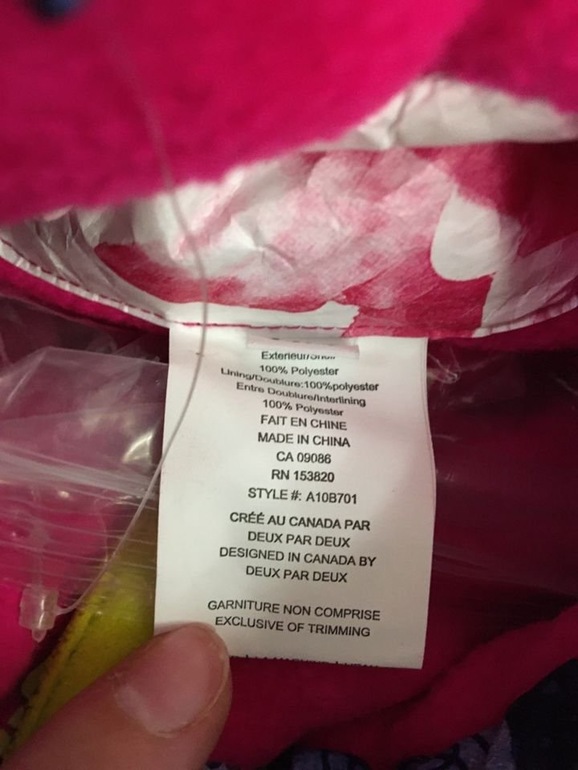 Exterieur/Shell
100% Polyester
Lining/Doublure:100%polyester
Entre Doublure/Interlining
100% Polyester
FAIT EN CHINE
MADE IN CHINA
CA 09086
RN 153820
STYLE #: A10B701
CRÉÉ AU CANADA PAR
DEUX PAR DEUX
DESIGNED IN CANADA BY
DEUX PAR DEUX
GARNITURE NON COMPRISE
EXCLUSIVE OF TRIMMING